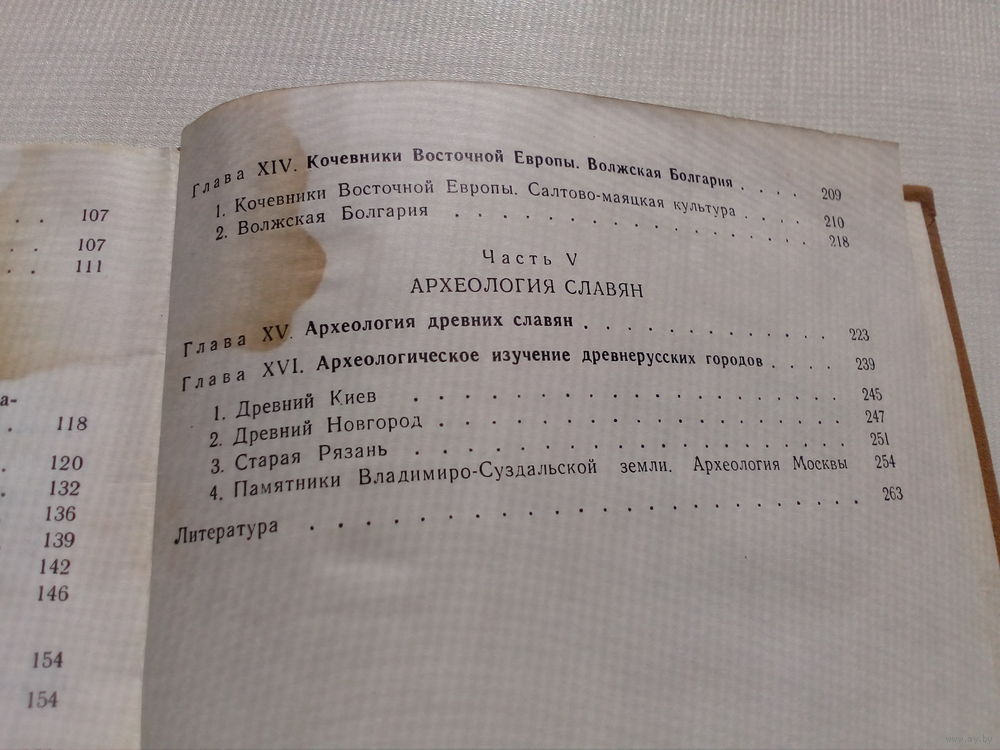 107
107
111
а-
118
120
132
136
139
142
146
154
154
Глава XIV. Кочевники Восточной Европы. Волжская Болгария . . . . 209
1. Кочевники Восточной Европы. Салтово-маяцкая культура . . . . 210
2. Волжская Болгария . . . . . . . . . . . . . . 218
Часть V
АРХЕОЛОГИЯ СЛАВЯН
Глава XV. Археология древних славян . . . . . . . . . . . . 223
Глава XVI. Археологическое изучение древнерусских городов . . . . 239
1. Древний Киев . . . . . . . . . . . . . . . 245
2. Древний Новгород . . . . . . . . . . . . . . . 247
3. Старая Рязань . . . . . . . . . . . . . . . . 251
4. Памятники Владимиро-Суздальской земли. Археология Москвы 254
Литература . . . . . . . . . . . . . . . . . . . . . 263
www.ay.by